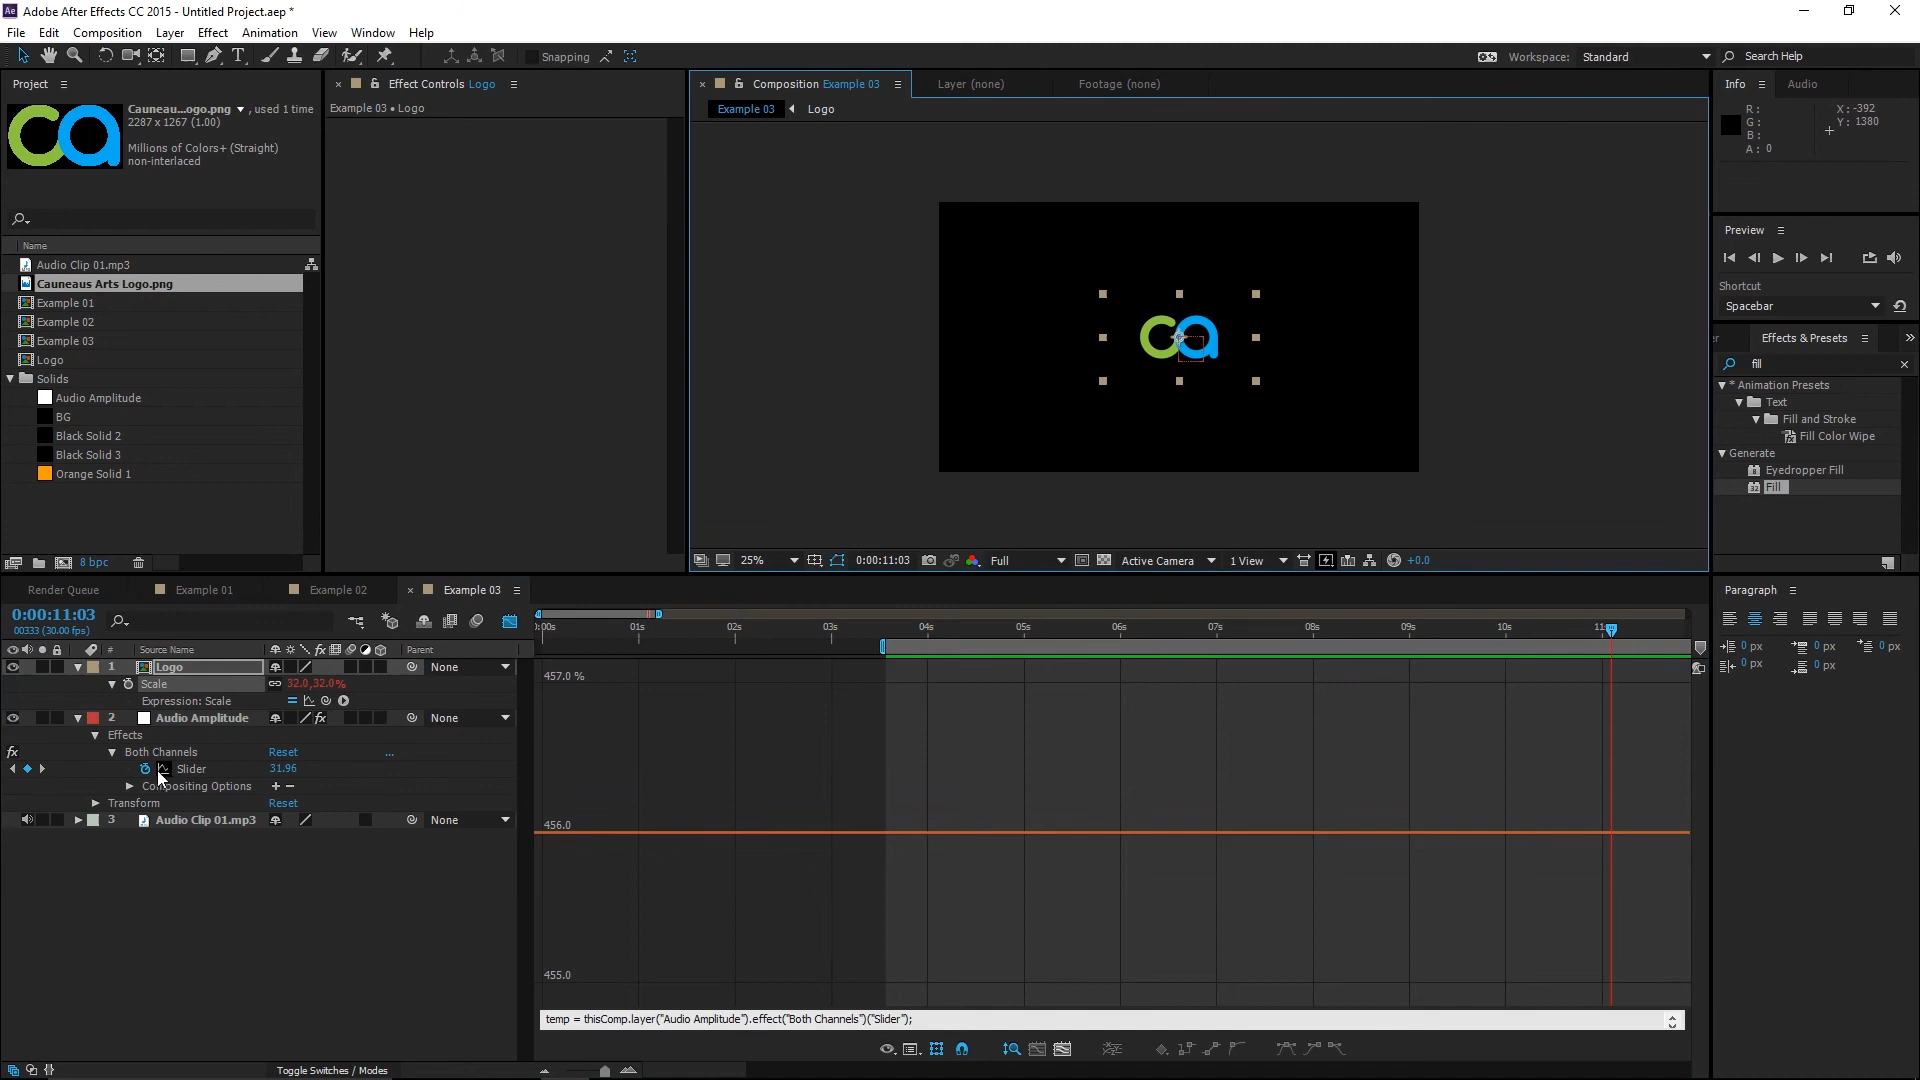 Adobe After Effects CC 2015 - Untitled Project.aep *
File Edit Composition Layer Effect Animation View Window Help
Snapping
Workspace: Standard
Search Help
Project
Cauneau...ogo.png , used 1 time
2287 x 1267 (1.00)
Millions of Colors+ (Straight)
non-interlaced
Name
Audio Clip 01.mp3
Cauneaus Arts Logo.png
Example 01
Example 02
Example 03
Logo
Solids
Audio Amplitude
BG
Black Solid 2
Black Solid 3
Orange Solid 1
8 bpc
Effect Controls Logo
Example 03 • Logo
Composition Example 03
Layer (none)
Footage (none)
Example 03 Logo
ca
25% 0:00:11:03 Full Active Camera 1 View +0.0
Info Audio
R: X: -392
G: Y: 1380
B:
A: 0
Preview
Shortcut
Spacebar
Effects & Presets
fill
* Animation Presets
Text
Fill and Stroke
Fill Color Wipe
Generate
Eyedropper Fill
Fill
Paragraph
0 px 0 px 0 px
0 px 0 px
Render Queue Example 01 Example 02 Example 03
0:00:11:03
00333 (30.00 fps)
# Source Name Parent
1 Logo None
Scale 32.0,32.0%
Expression: Scale
2 Audio Amplitude None
Effects
fx Both Channels Reset ...
Slider 31.96
Compositing Options + −
Transform Reset
3 Audio Clip 01.mp3 None
Toggle Switches / Modes
:00s 01s 02s 03s 04s 05s 06s 07s 08s 09s 10s 11
457.0 %
456.0
455.0
temp = thisComp.layer("Audio Amplitude").effect("Both Channels")("Slider");